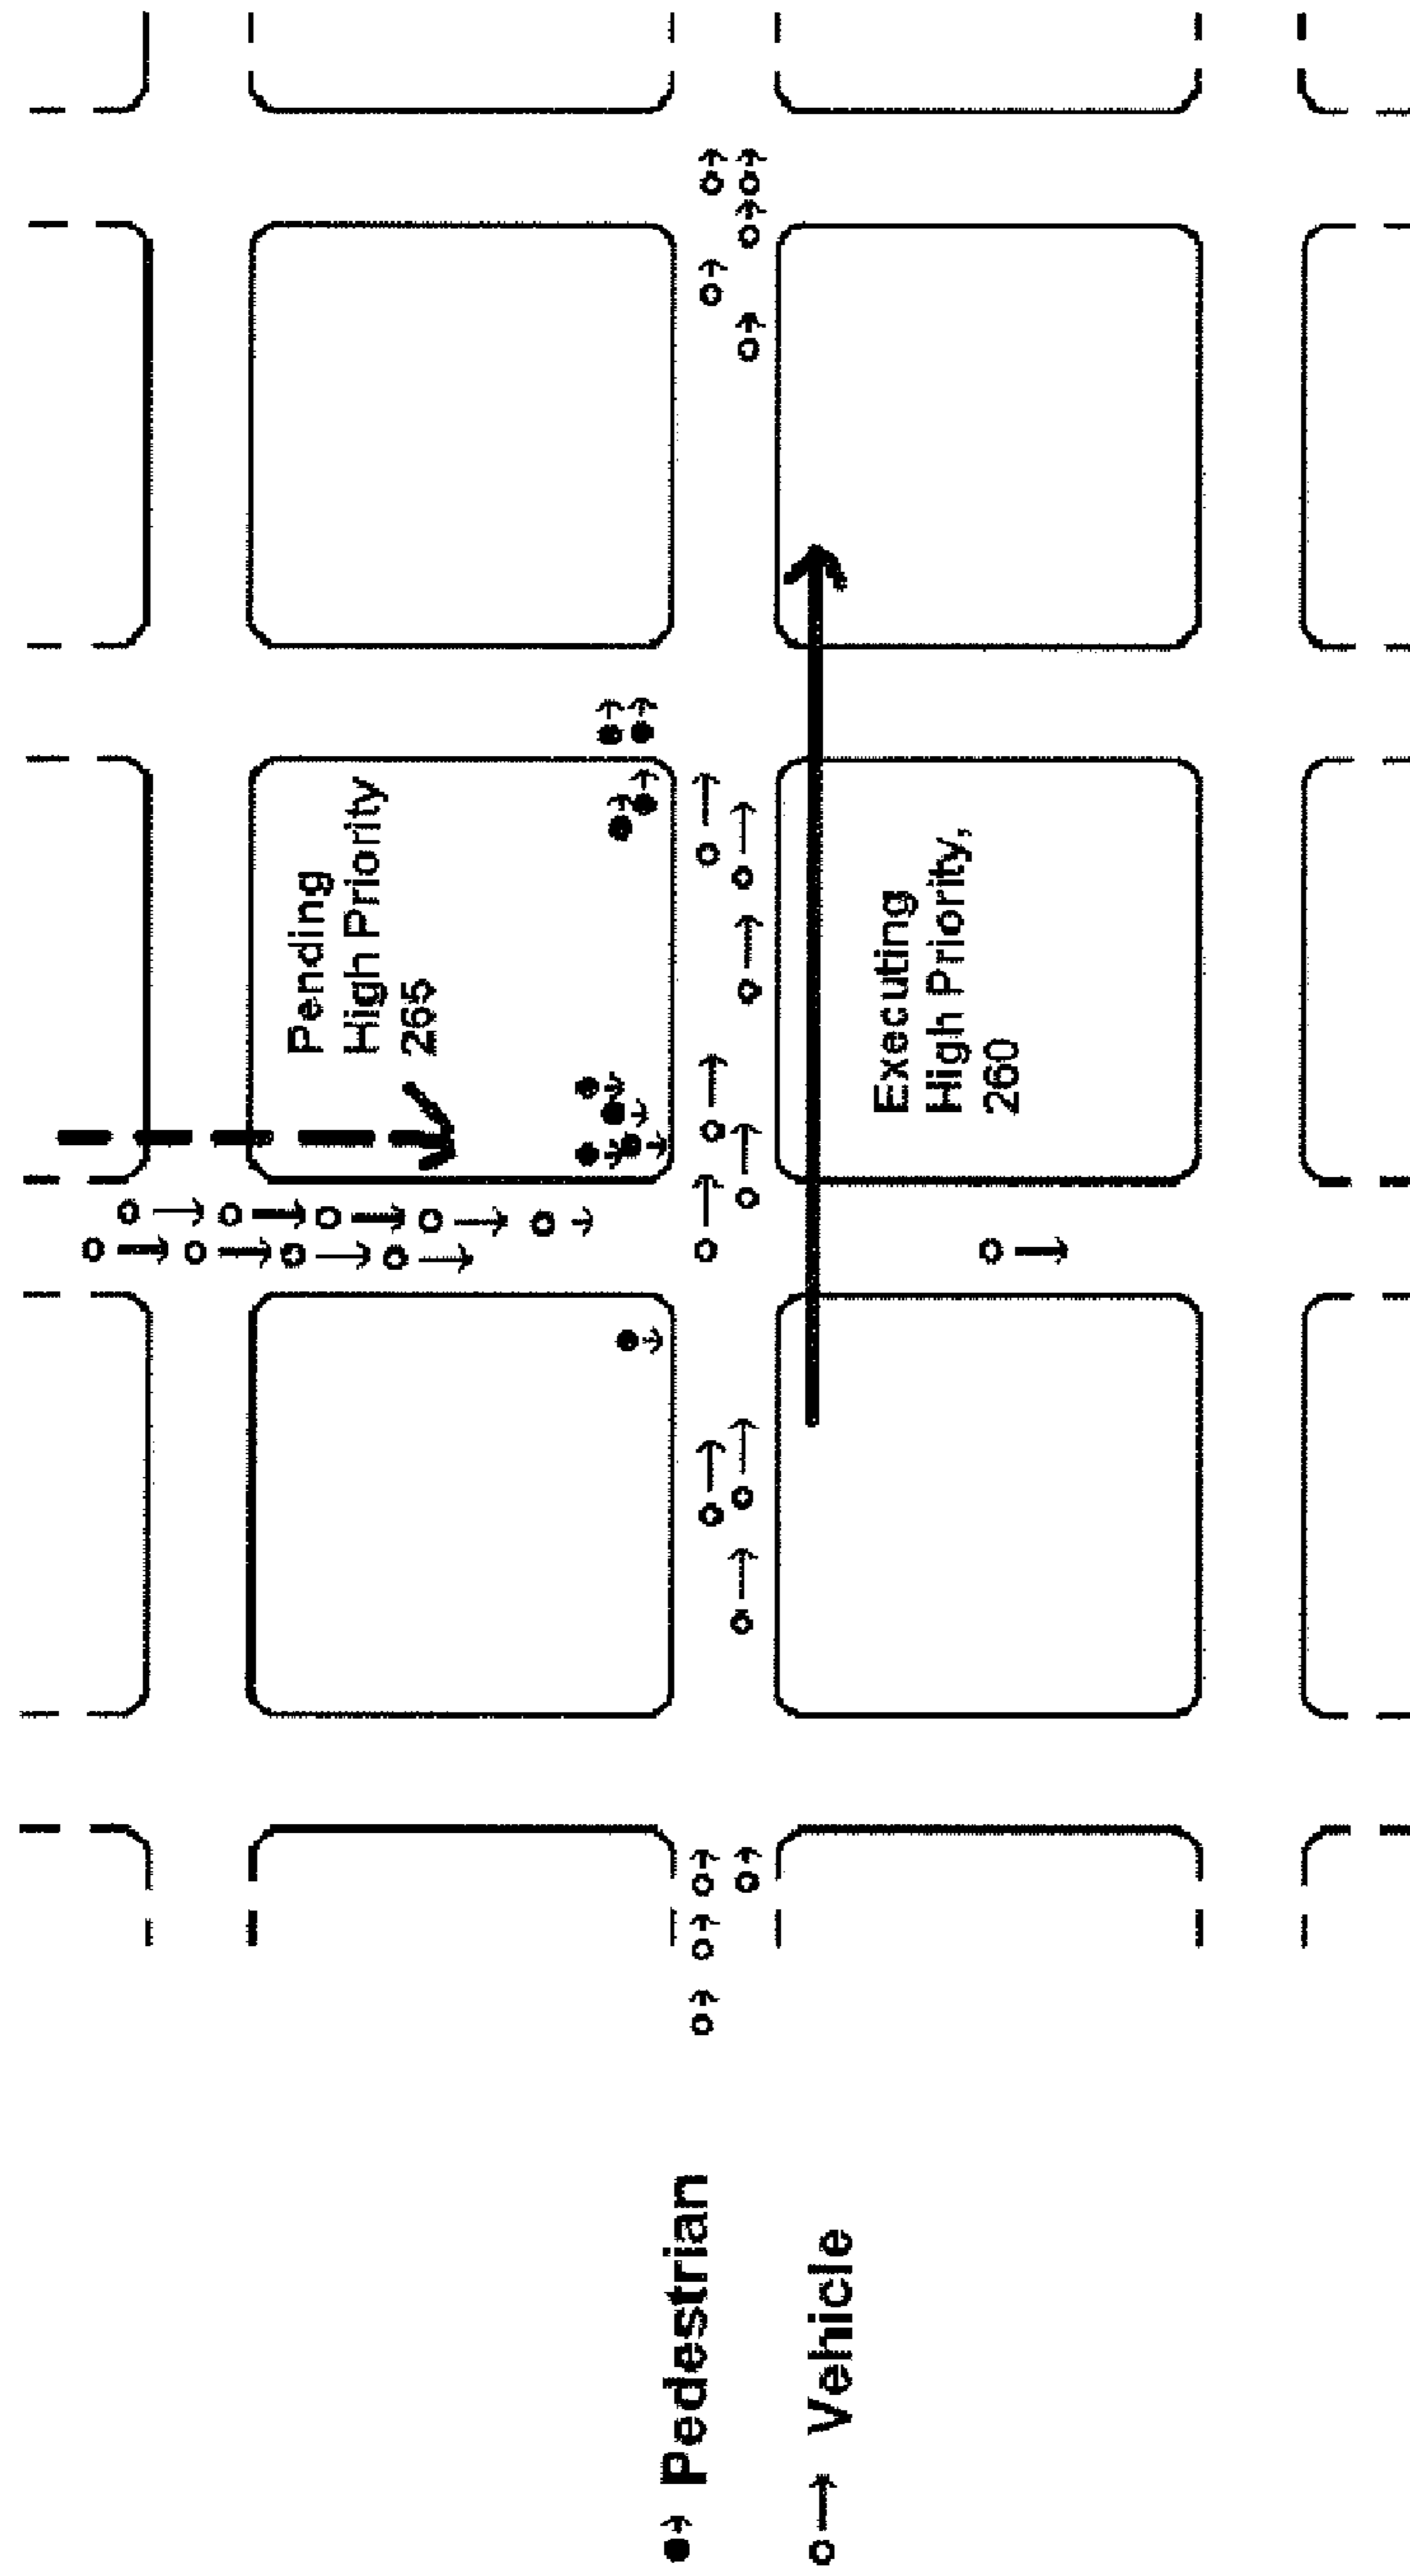 Pending
High Priority
265
Executing
High Priority,
260
Pedestrian
Vehicle